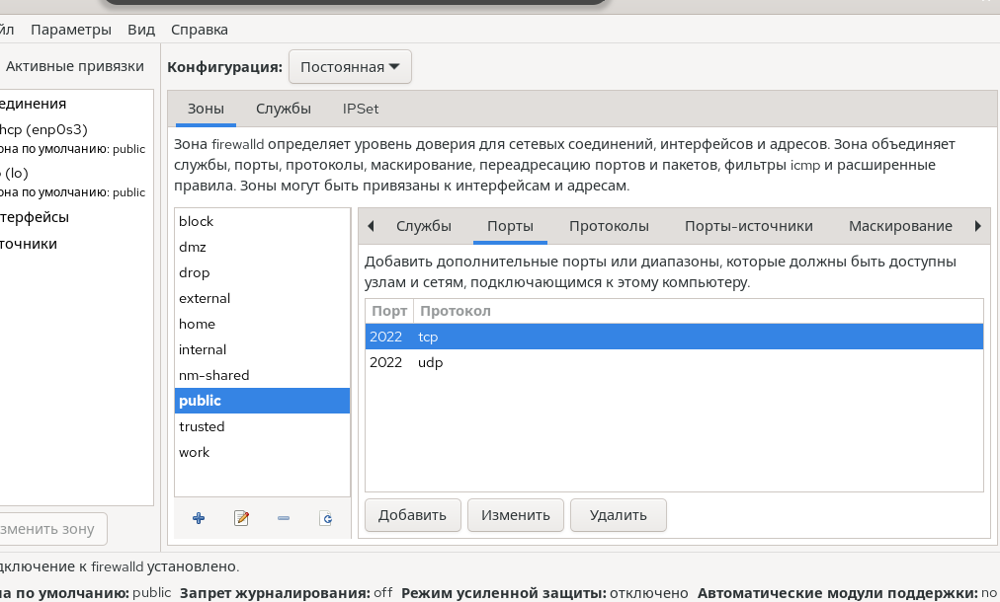 йл Параметры Вид Справка
Активные привязки
единения
hcp (enp0s3)
она по умолчанию: public
(lo)
она по умолчанию: public
терфейсы
точники
зменить зону
Конфигурация: Постоянная
Зоны Службы IPSet
Зона firewalld определяет уровень доверия для сетевых соединений, интерфейсов и адресов. Зона объединяет
службы, порты, протоколы, маскирование, переадресацию портов и пакетов, фильтры icmp и расширенные
правила. Зоны могут быть привязаны к интерфейсам и адресам.
block
dmz
drop
external
home
internal
nm-shared
public
trusted
work
Службы Порты Протоколы Порты-источники Маскирование
Добавить дополнительные порты или диапазоны, которые должны быть доступны
узлам и сетям, подключающимся к этому компьютеру.
Порт Протокол
2022 tcp
2022 udp
Добавить Изменить Удалить
дключение к firewalld установлено.
на по умолчанию: public Запрет журналирования: off Режим усиленной защиты: отключено Автоматические модули поддержки: no